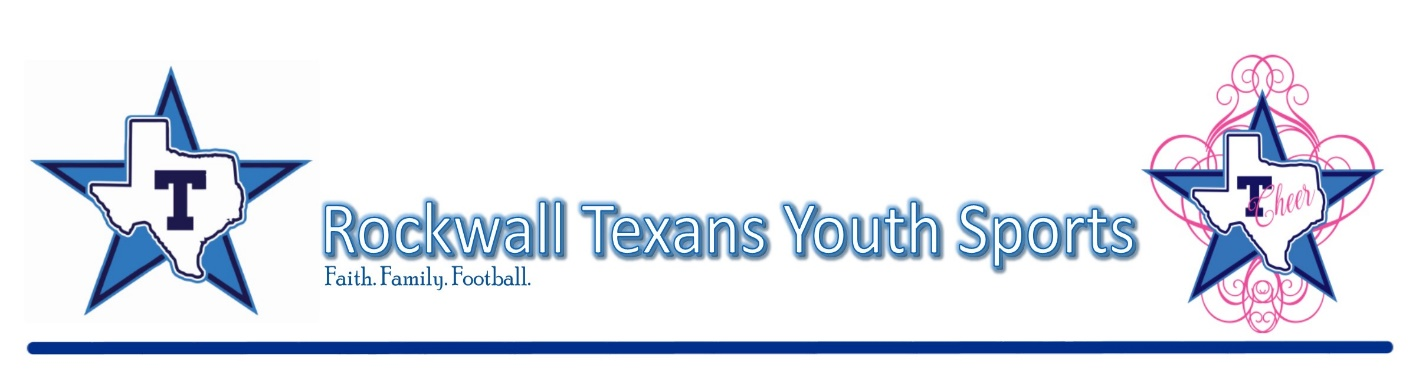 T
Rockwall Texans Youth Sports
Faith. Family. Football.
T Cheer